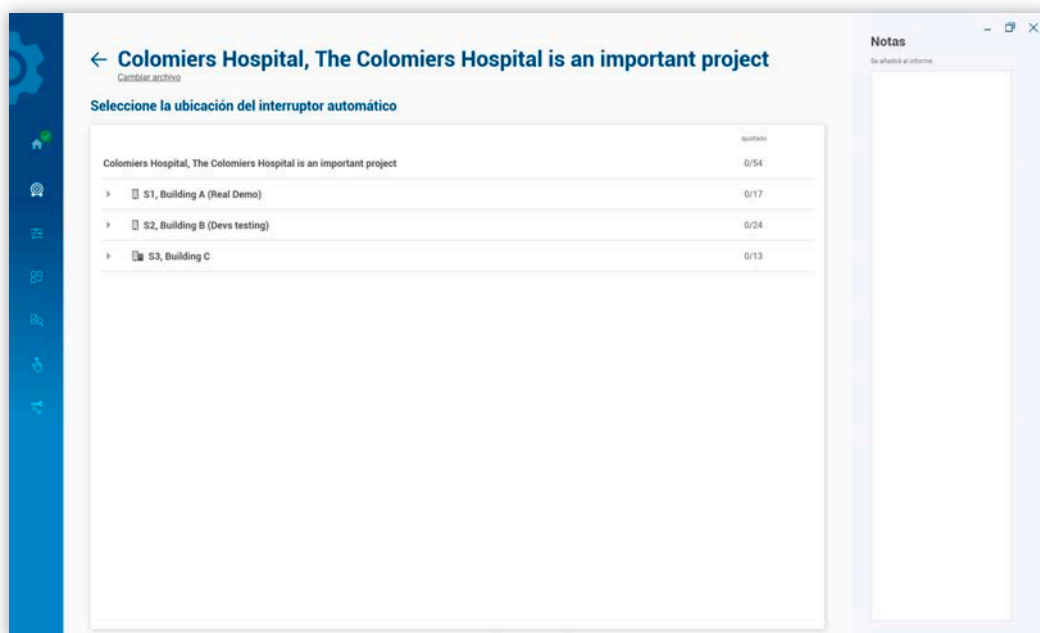 Colomiers Hospital, The Colomiers Hospital is an important project
Cambiar archivo
Seleccione la ubicación del interruptor automático
ajustado
Colomiers Hospital, The Colomiers Hospital is an important project 0/54
S1, Building A (Real Demo) 0/17
S2, Building B (Devs testing) 0/24
S3, Building C 0/13
Notas
Se añadirá al informe.